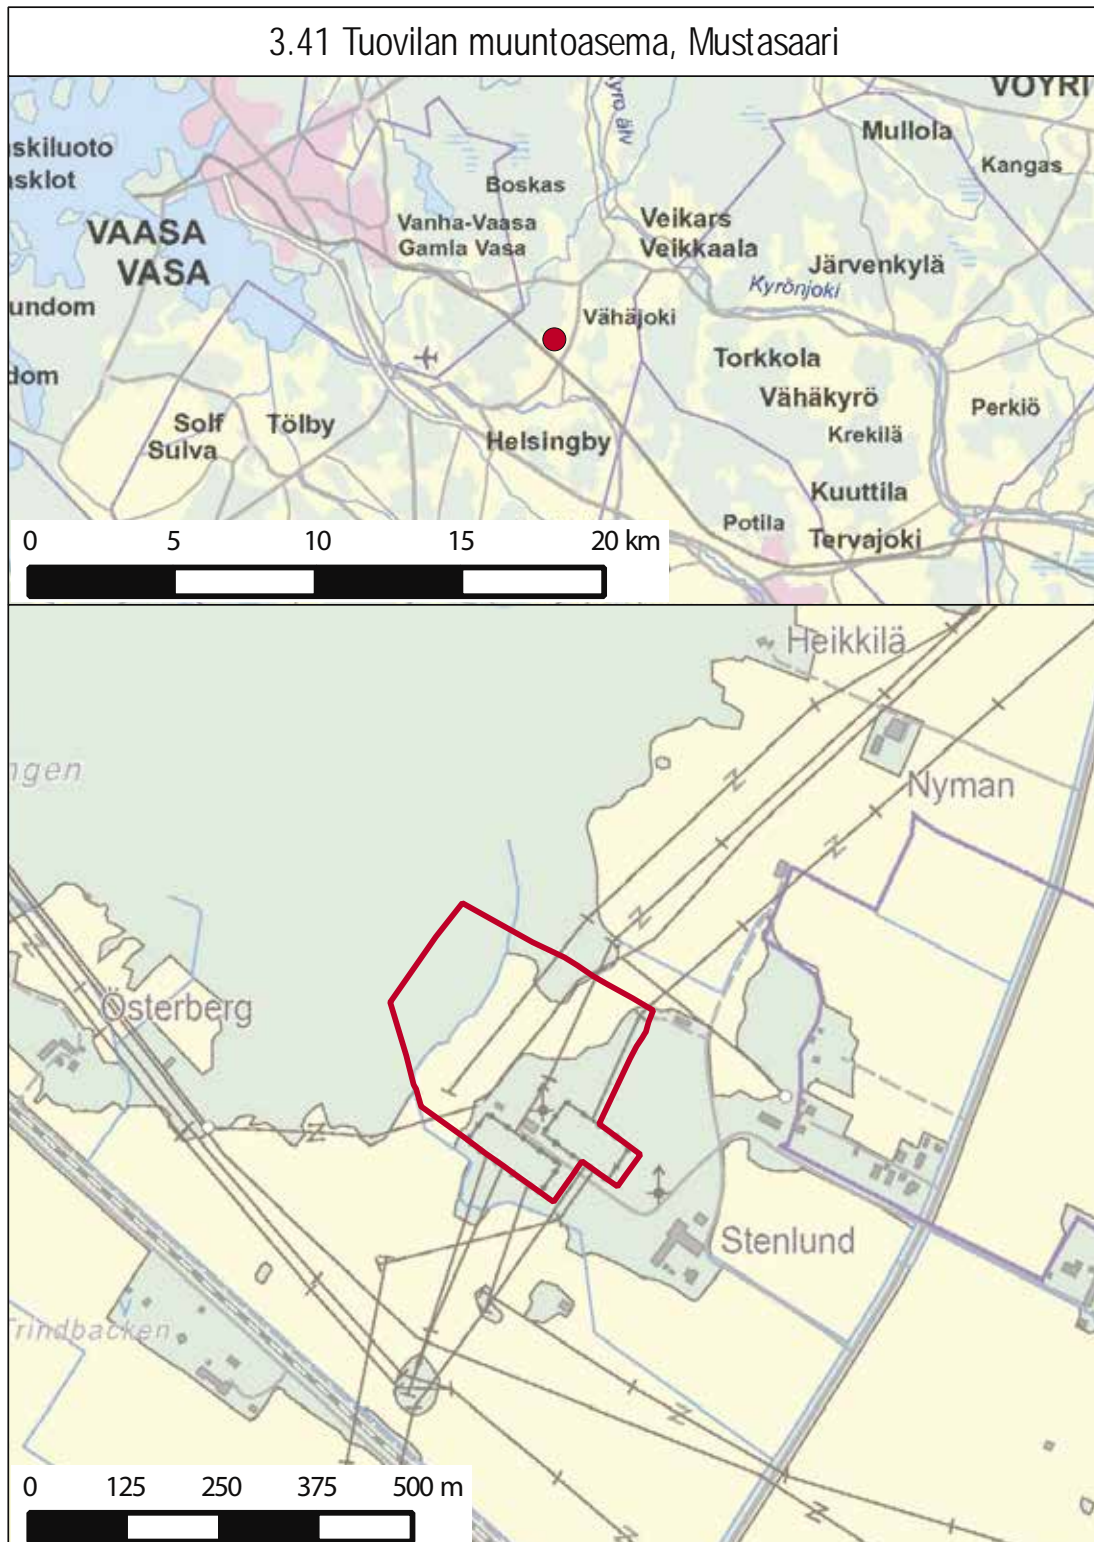 3.41 Tuovilan muuntoasema, Mustasaari
VÖYRI
Mullola
Kangas
skiluoto
sklot
Boskas
Vanha-Vaasa
Gamla Vasa
Veikars
Veikkaala
VAASA
VASA
Järvenkylä
Kyrönjoki
undom
Vähäjoki
Torkkola
dom
Vähäkyrö
Perkiö
Solf
Sulva
Tölby
Helsingby
Krekilä
Kuuttila
Potila
Tervajoki
0 5 10 15 20 km
Heikkilä
ngen
Nyman
Österberg
Stenlund
Trindbacken
0 125 250 375 500 m